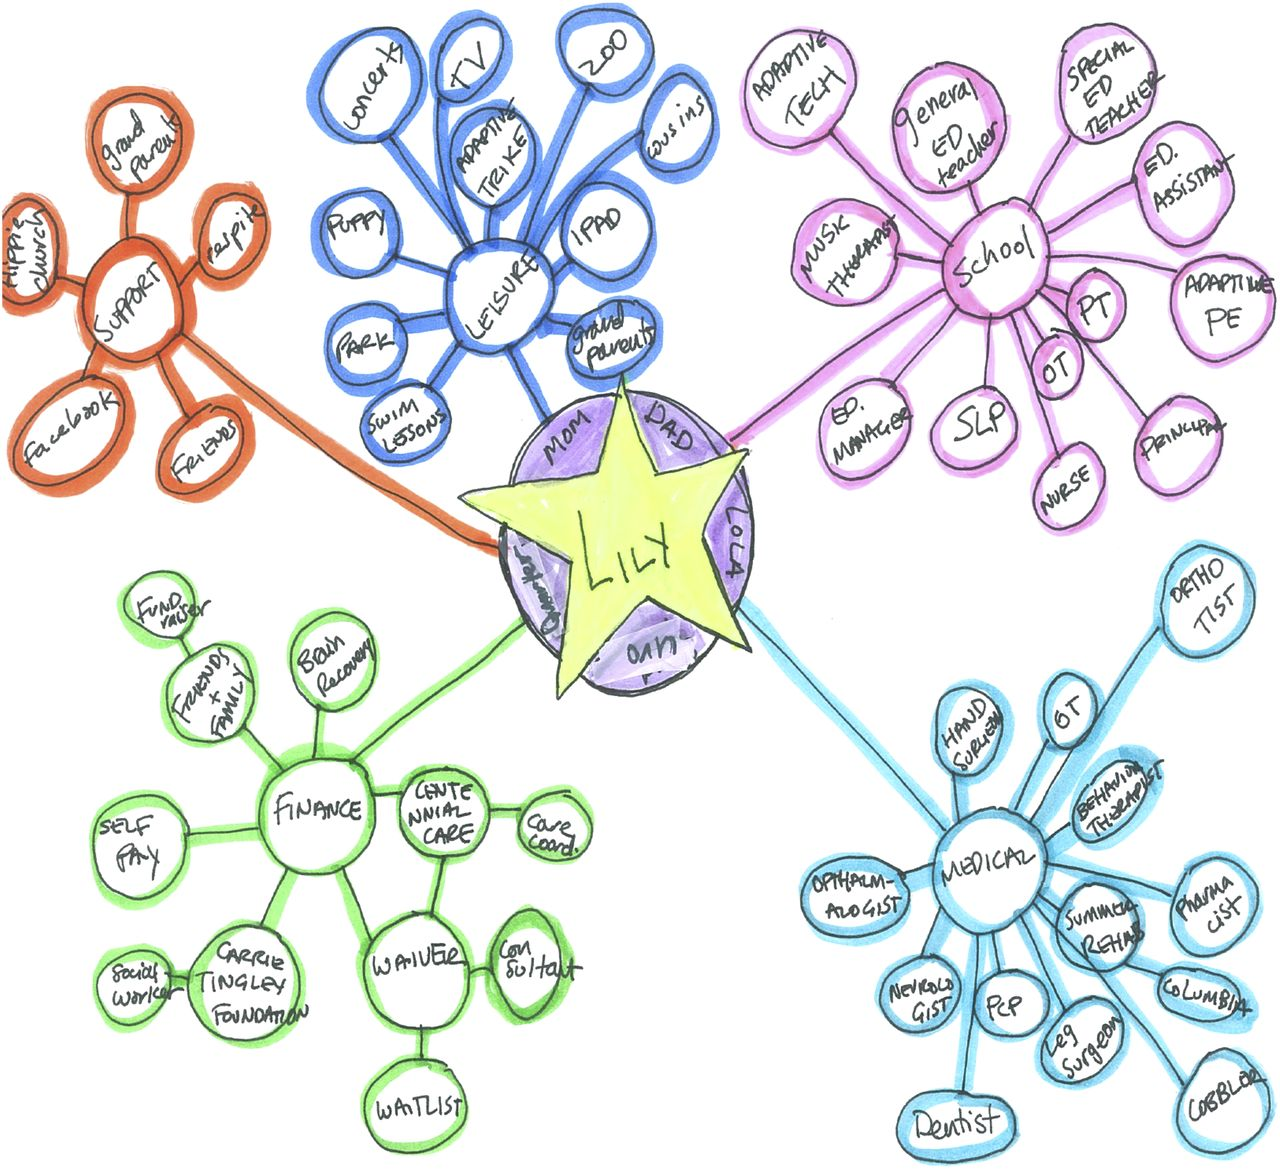 grand
parents
Hippie
church
respite
SUPPORT
Facebook
FRIENDS
concerts
TV
ZOO
cousins
ADAPTIVE
TRIKE
PUPPY
IPAD
LEISURE
PARK
grand
parents
SWIM
LESSONS
ADAPTIVE
TECH
general
ED
teacher
SPECIAL
ED
TEACHER
ED.
ASSISTANT
MUSIC
THERAPIST
School
ADAPTIVE
PE
PT
OT
ED.
MANAGER
SLP
NURSE
PRINCIPAL
MOM
DAD
LOLA
LILY
FUND
raiser
FRIENDS
+
FAMILY
Brain
Recovery
FINANCE
CENTE
NNIAL
CARE
Care
Coord.
SELF
PAY
Social
Worker
CARRIE
TINGLEY
FOUNDATION
WAIVER
Con
sultant
WAITLIST
ORTHO
TIST
HAND
SURGEON
OT
BEHAVIOR
THERAPIST
MEDICAL
OPTHALM-
ALOGIST
Pharma
cist
SUMMER
REHAB
COLUMBIA
NEUROLO
GIST
PCP
Leg
Surgeon
COBBLER
Dentist